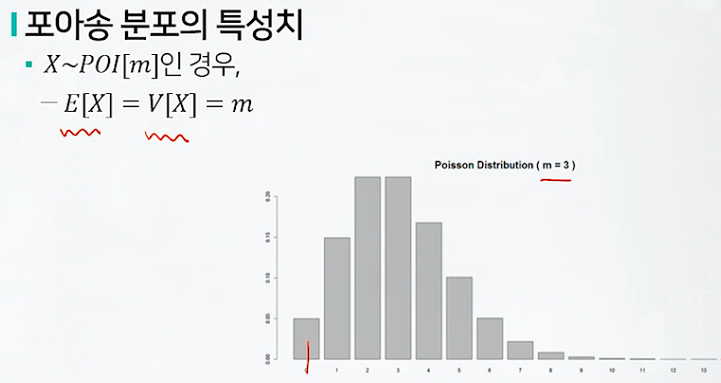 포아송 분포의 특성치
▪ X~POI[m]인 경우,
– E[X] = V[X] = m
Poisson Distribution ( m = 3 )
0.20
0.15
0.10
0.05
0.00
0 1 2 3 4 5 6 7 8 9 10 11 12 13